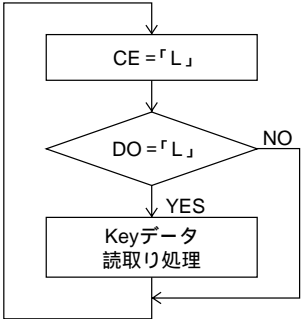 CE =「L」
DO =「L」
NO
YES
Keyデータ
読取り処理